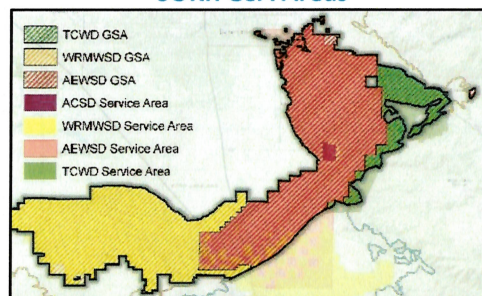 TCWD GSA
WRMWSD GSA
AEWSD GSA
ACSD Service Area
WRMWSD Service Area
AEWSD Service Area
TCWD Service Area